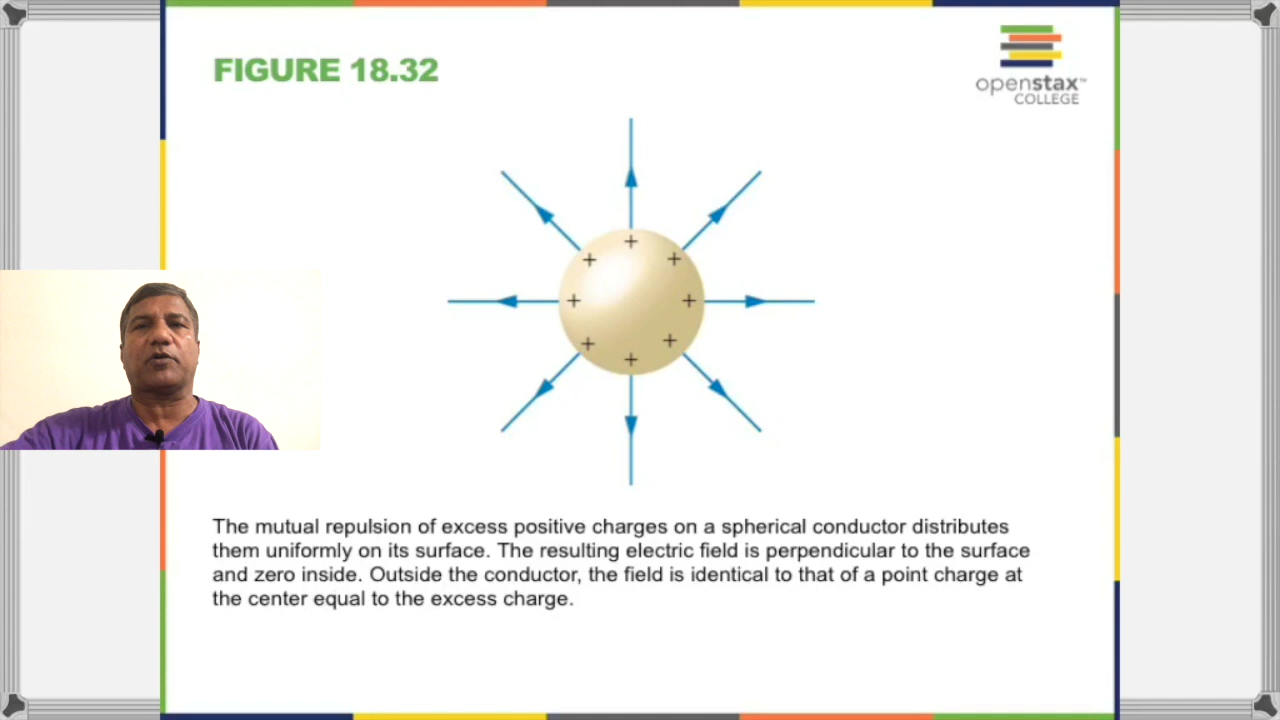 FIGURE 18.32
openstax™
COLLEGE
+
+ +
+ +
+ +
+
The mutual repulsion of excess positive charges on a spherical conductor distributes
them uniformly on its surface. The resulting electric field is perpendicular to the surface
and zero inside. Outside the conductor, the field is identical to that of a point charge at
the center equal to the excess charge.